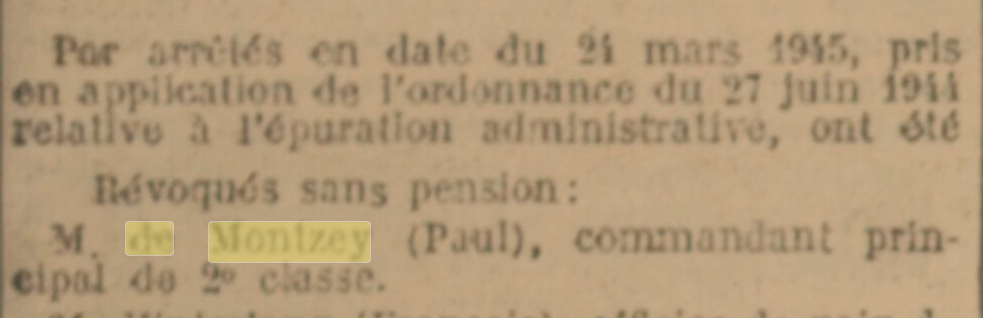 Par arrêtés en date du 21 mars 1945, pris
en application de l'ordonnance du 27 juin 1944
relative à l'épuration administrative, ont été
Révoqués sans pension:
M. de Montzey (Paul), commandant prin-
cipal de 2e classe.